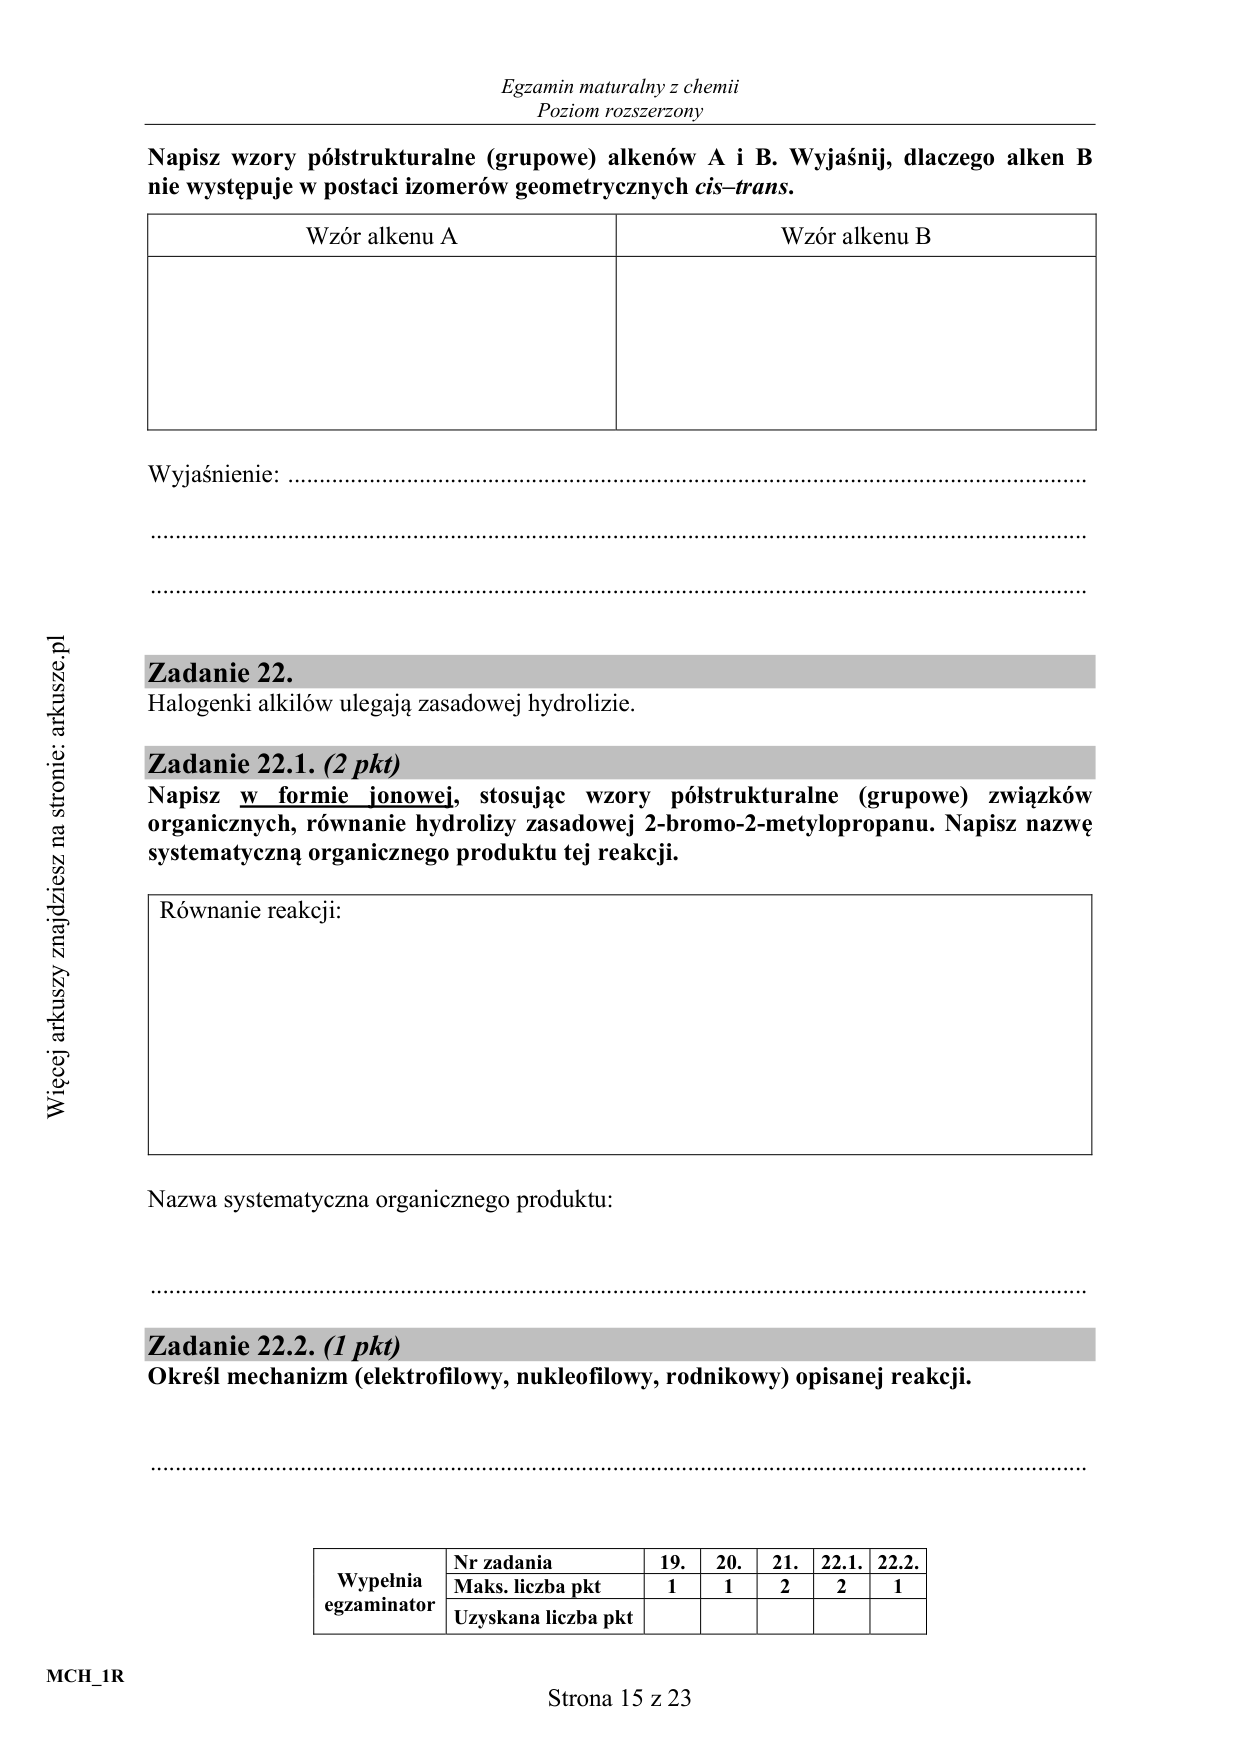 Egzamin maturalny z chemii
Poziom rozszerzony
Napisz wzory półstrukturalne (grupowe) alkenów A i B. Wyjaśnij, dlaczego alken B
nie występuje w postaci izomerów geometrycznych cis–trans.
Wzór alkenu A
Wzór alkenu B
Wyjaśnienie: ................................................................................................................................
......................................................................................................................................................
......................................................................................................................................................
Zadanie 22.
Halogenki alkilów ulegają zasadowej hydrolizie.
Zadanie 22.1. (2 pkt)
Napisz w formie jonowej, stosując wzory półstrukturalne (grupowe) związków
organicznych, równanie hydrolizy zasadowej 2-bromo-2-metylopropanu. Napisz nazwę
systematyczną organicznego produktu tej reakcji.
Równanie reakcji:
Nazwa systematyczna organicznego produktu:
......................................................................................................................................................
Zadanie 22.2. (1 pkt)
Określ mechanizm (elektrofilowy, nukleofilowy, rodnikowy) opisanej reakcji.
......................................................................................................................................................
Wypełnia
egzaminator
Nr zadania 19. 20. 21. 22.1. 22.2.
Maks. liczba pkt 1 1 2 2 1
Uzyskana liczba pkt
MCH_1R
Strona 15 z 23
Więcej arkuszy znajdziesz na stronie: arkusze.pl